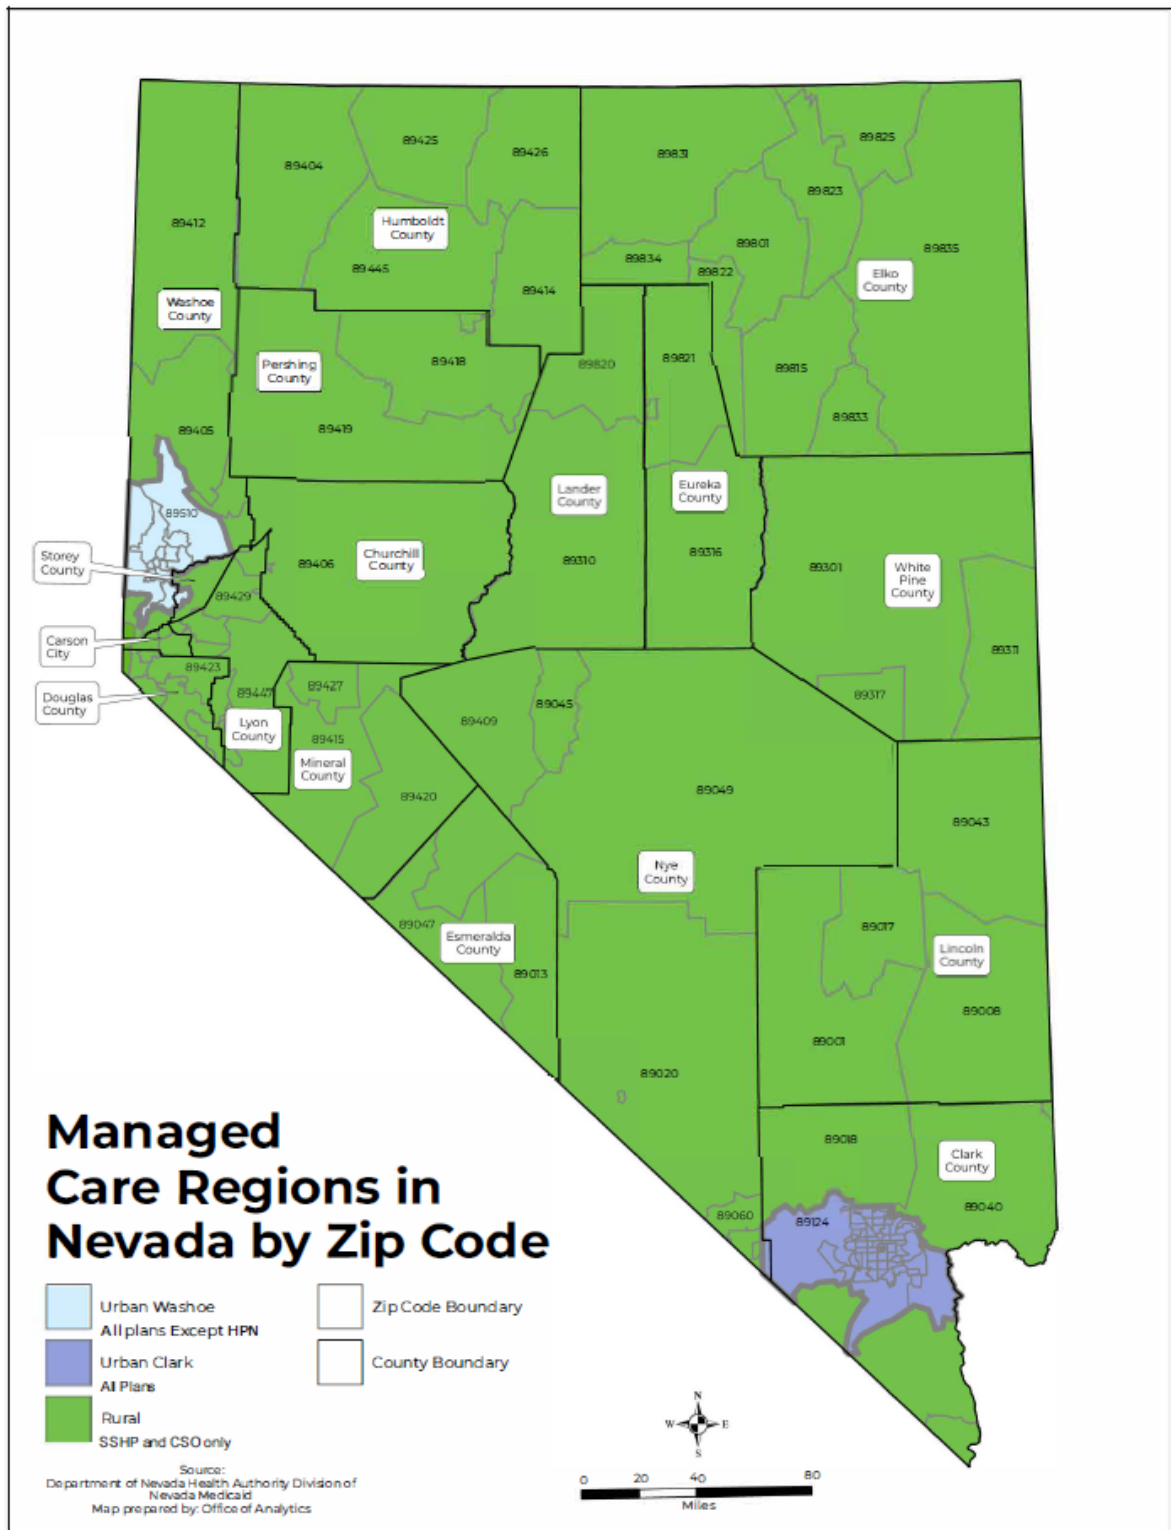 89425
89426
89831
89825
89404
89823
89412
Humboldt
County
89801
89835
89834
89822
89445
Elko
County
89414
Washoe
County
89821
89418
89820
89815
Pershing
County
89833
89405
89419
Lander
County
Eureka
County
89510
Storey
County
89406
Churchill
County
89310
89316
89301
White
Pine
County
89429
Carson
City
89311
89423
89427
89447
89317
Douglas
County
89045
89409
Lyon
County
89415
Mineral
County
89420
89049
89043
Nye
County
89047
Esmeralda
County
89017
Lincoln
County
89013
89008
89001
89020
89018
Clark
County
89040
89060
89124
Managed
Care Regions in
Nevada by Zip Code
Urban Washoe
All plans Except HPN
Zip Code Boundary
Urban Clark
All Plans
County Boundary
Rural
SSHP and CSO only
Source:
Department of Nevada Health Authority Division of
Nevada Medicaid
Map prepared by: Office of Analytics
N
W E
S
0 20 40 80
Miles